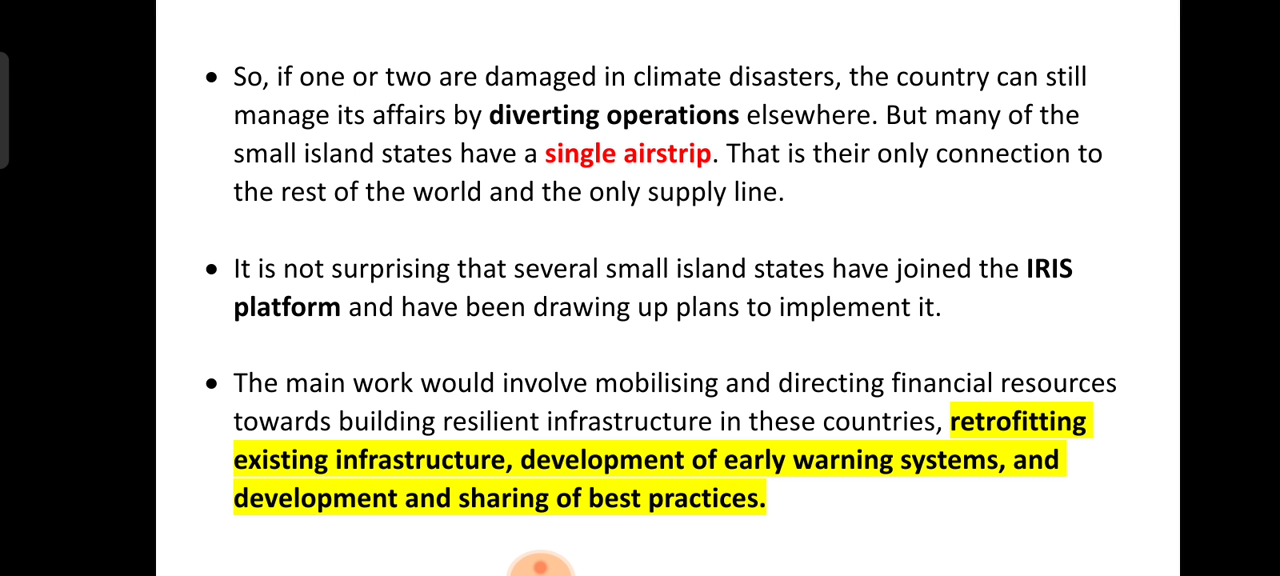 • So, if one or two are damaged in climate disasters, the country can still
manage its affairs by diverting operations elsewhere. But many of the
small island states have a single airstrip. That is their only connection to
the rest of the world and the only supply line.
• It is not surprising that several small island states have joined the IRIS
platform and have been drawing up plans to implement it.
• The main work would involve mobilising and directing financial resources
towards building resilient infrastructure in these countries, retrofitting
existing infrastructure, development of early warning systems, and
development and sharing of best practices.